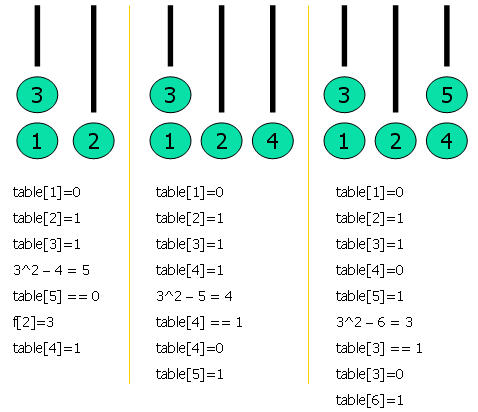 3
1 2
table[1]=0
table[2]=1
table[3]=1
3^2 – 4 = 5
table[5] == 0
f[2]=3
table[4]=1
3
1 2 4
table[1]=0
table[2]=1
table[3]=1
table[4]=1
3^2 – 5 = 4
table[4] == 1
table[4]=0
table[5]=1
3 5
1 2 4
table[1]=0
table[2]=1
table[3]=1
table[4]=0
table[5]=1
3^2 – 6 = 3
table[3] == 1
table[3]=0
table[6]=1